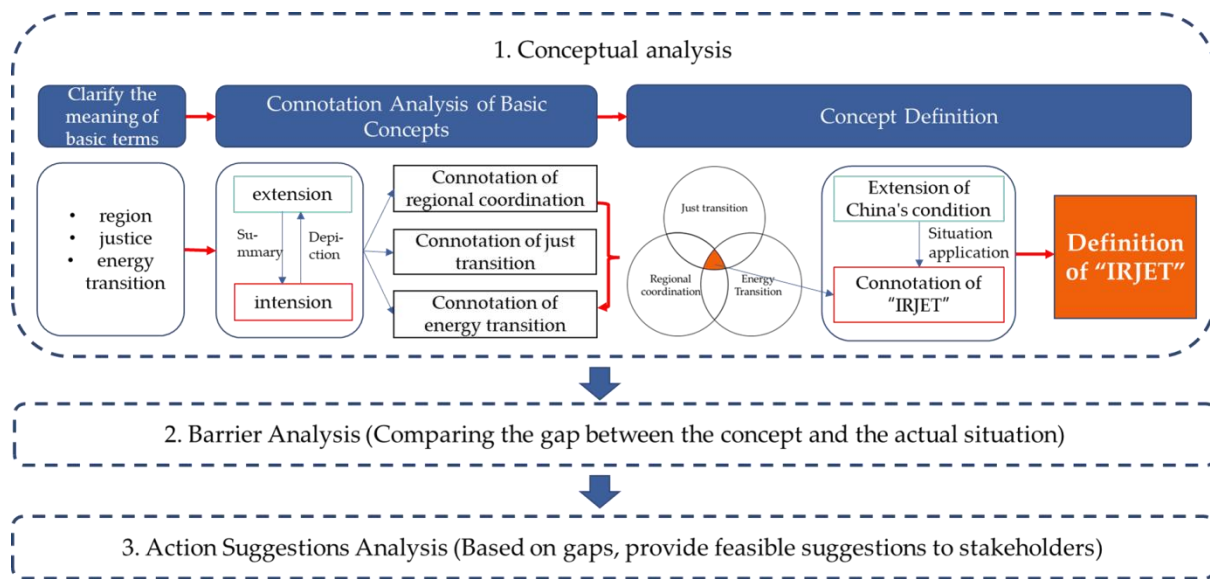 1. Conceptual analysis
Clarify the
meaning of
basic terms
Connotation Analysis of Basic
Concepts
Concept Definition
• region
• justice
• energy
transition
extension
Su-
mmary
Depi-
ction
intension
Connotation of
regional coordination
Connotation of just
transition
Connotation of
energy transition
Just transition
Regional
coordination
Energy
Transition
Extension of
China's condition
Situation
application
Connotation of
"IRJET"
Definition
of "IRJET"
2. Barrier Analysis (Comparing the gap between the concept and the actual situation)
3. Action Suggestions Analysis (Based on gaps, provide feasible suggestions to stakeholders)